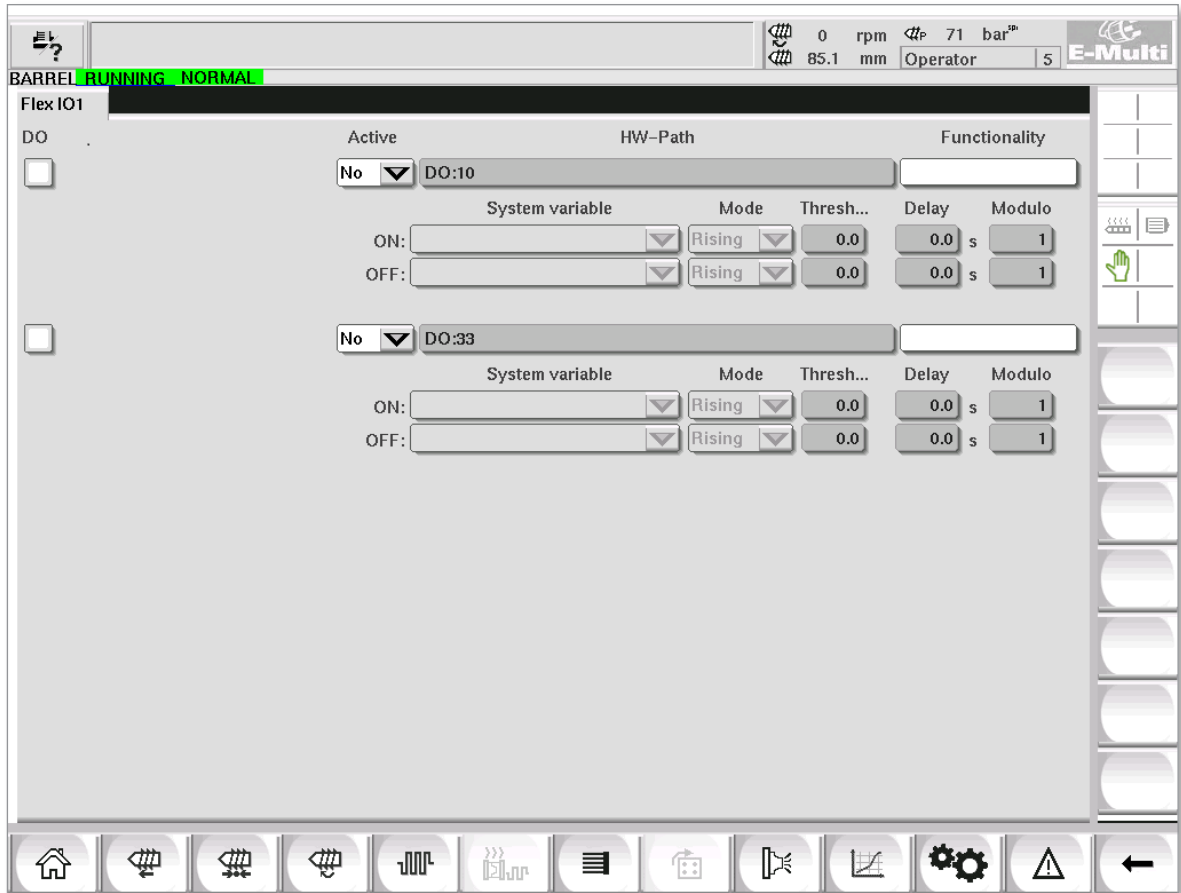 0 rpm P 71 bar spe
85.1 mm Operator 5
E-Multi
BARREL RUNNING NORMAL
Flex IO1
DO . Active HW-Path Functionality
No DO:10
System variable Mode Thresh... Delay Modulo
ON: Rising 0.0 0.0 s 1
OFF: Rising 0.0 0.0 s 1
No DO:33
System variable Mode Thresh... Delay Modulo
ON: Rising 0.0 0.0 s 1
OFF: Rising 0.0 0.0 s 1